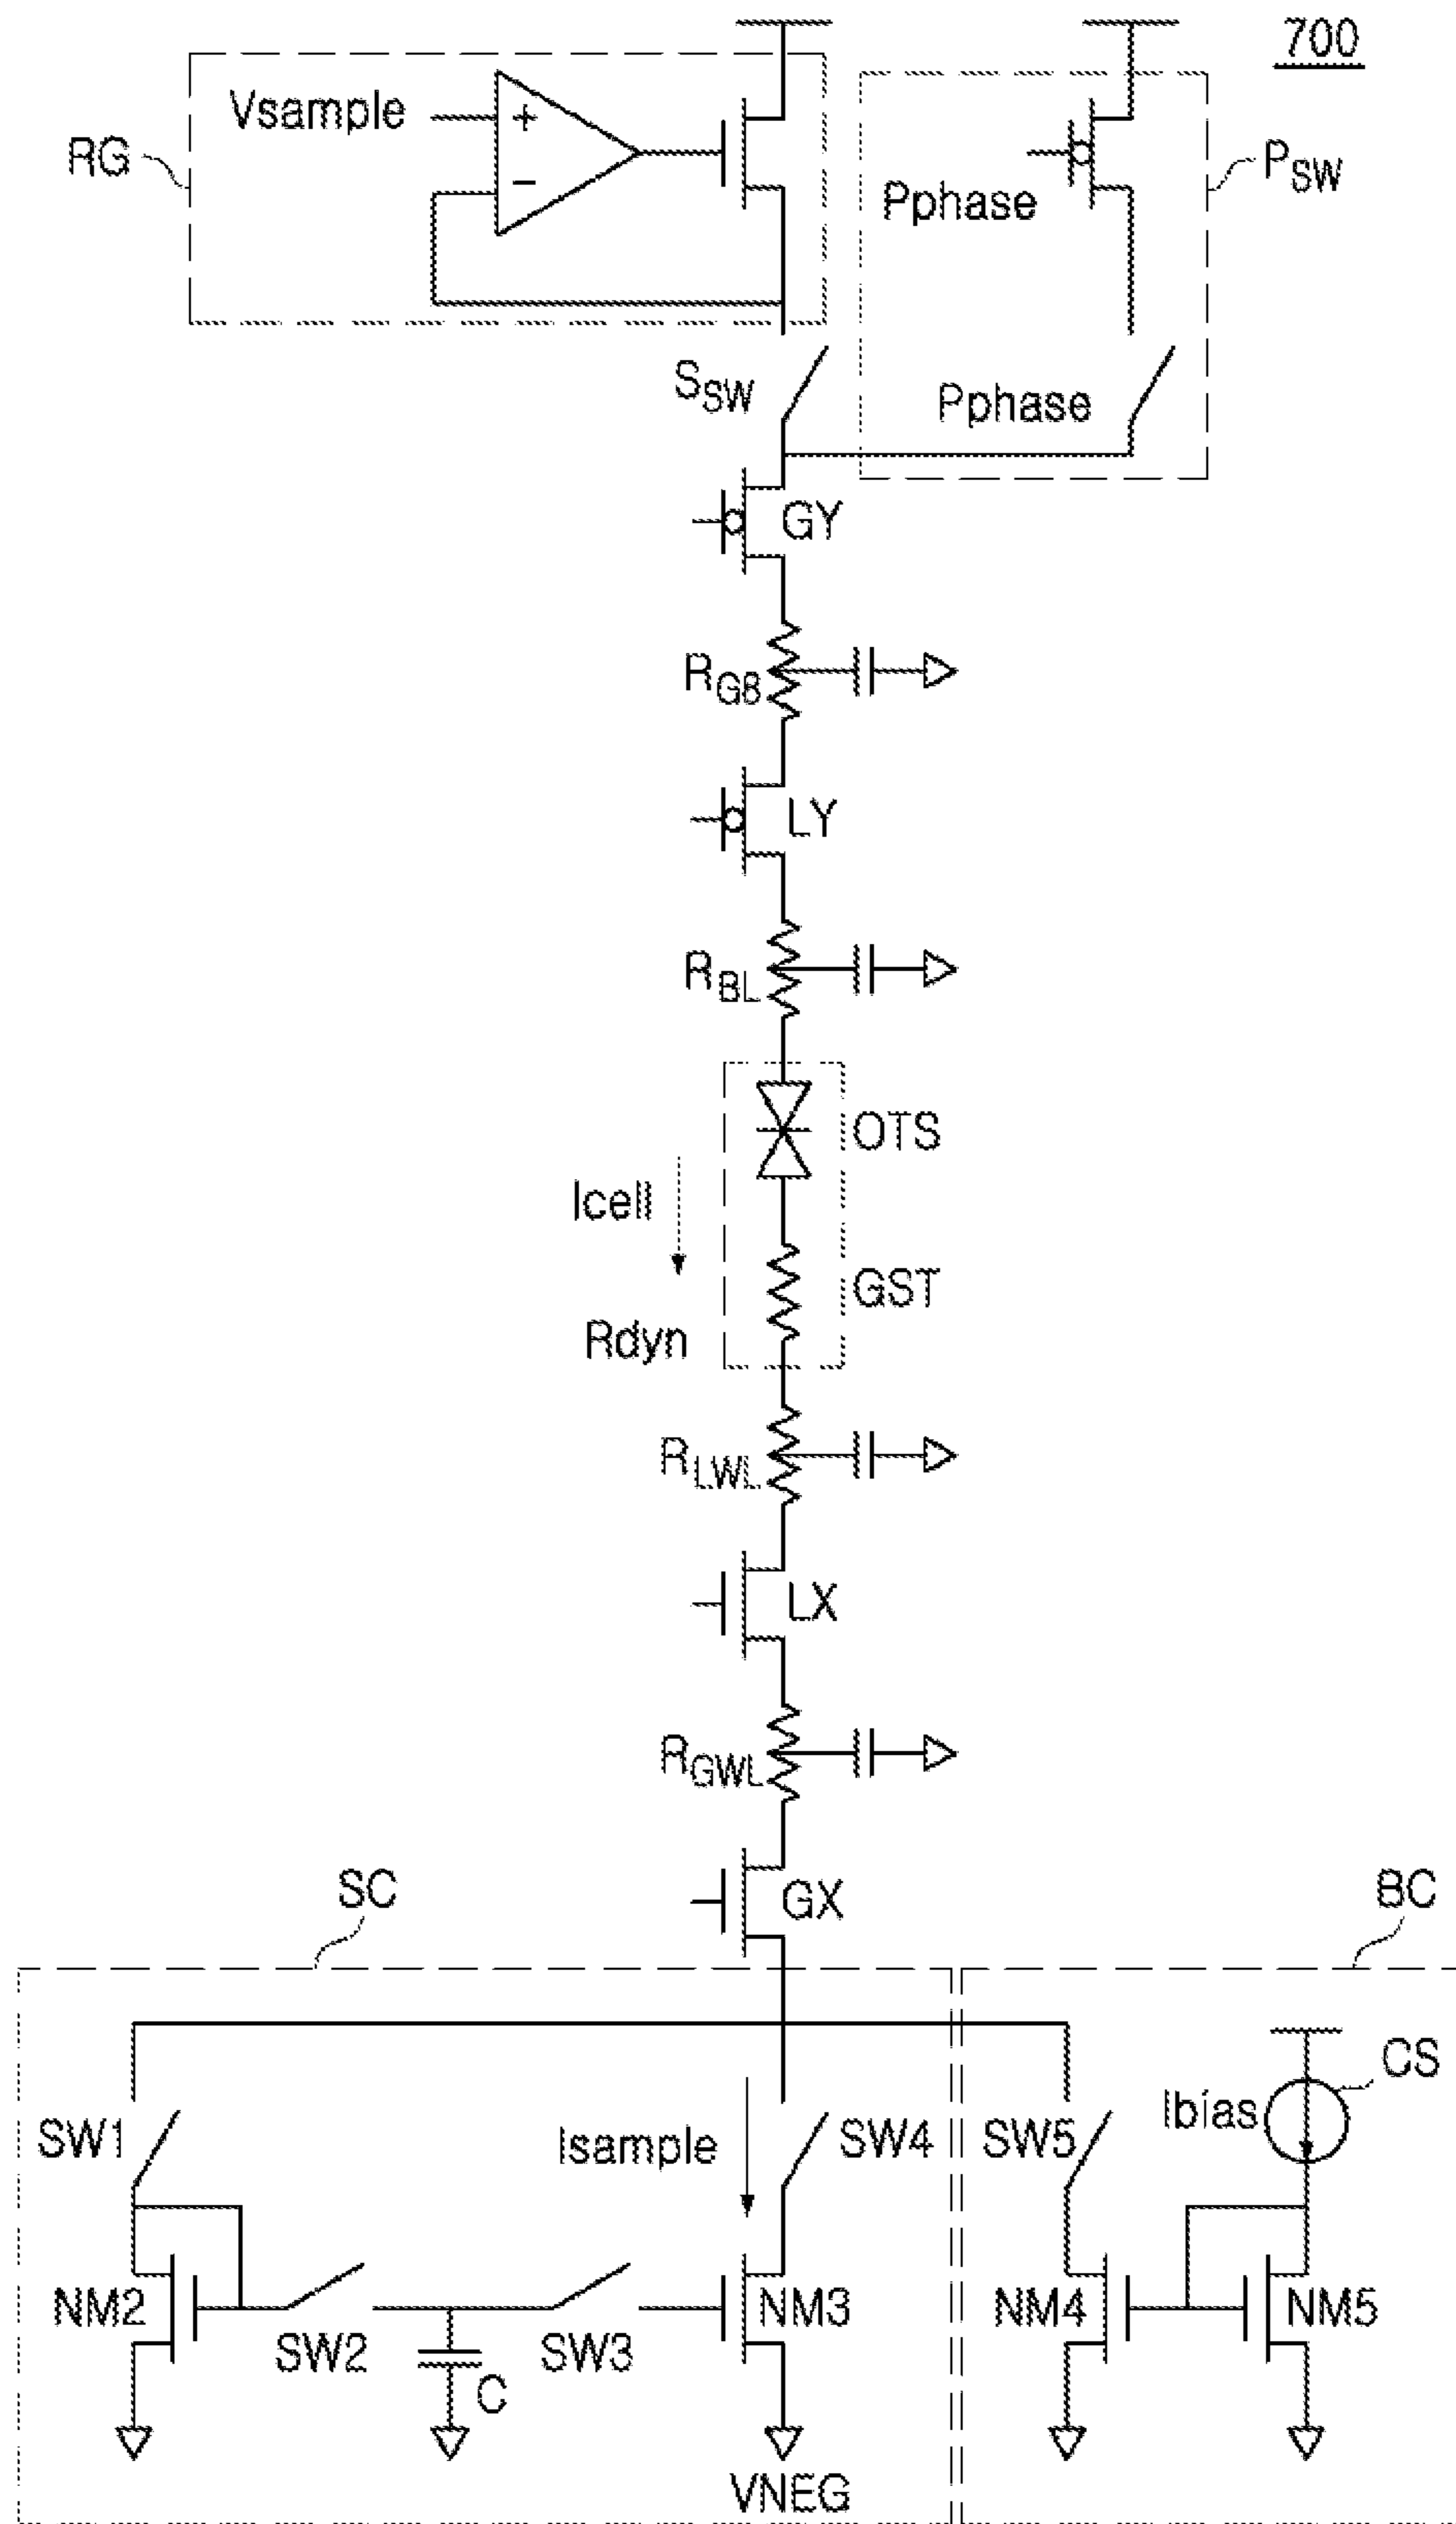 700
Vsample
+
−
RG
Pphase
PSW
SSW
Pphase
GY
RG8
LY
RBL
OTS
Icell
GST
Rdyn
RLWL
LX
RGWL
GX
SC
BC
CS
Ibias
SW1
Isample
SW4
SW5
NM2
SW2
SW3
C
NM3
NM4
NM5
VNEG